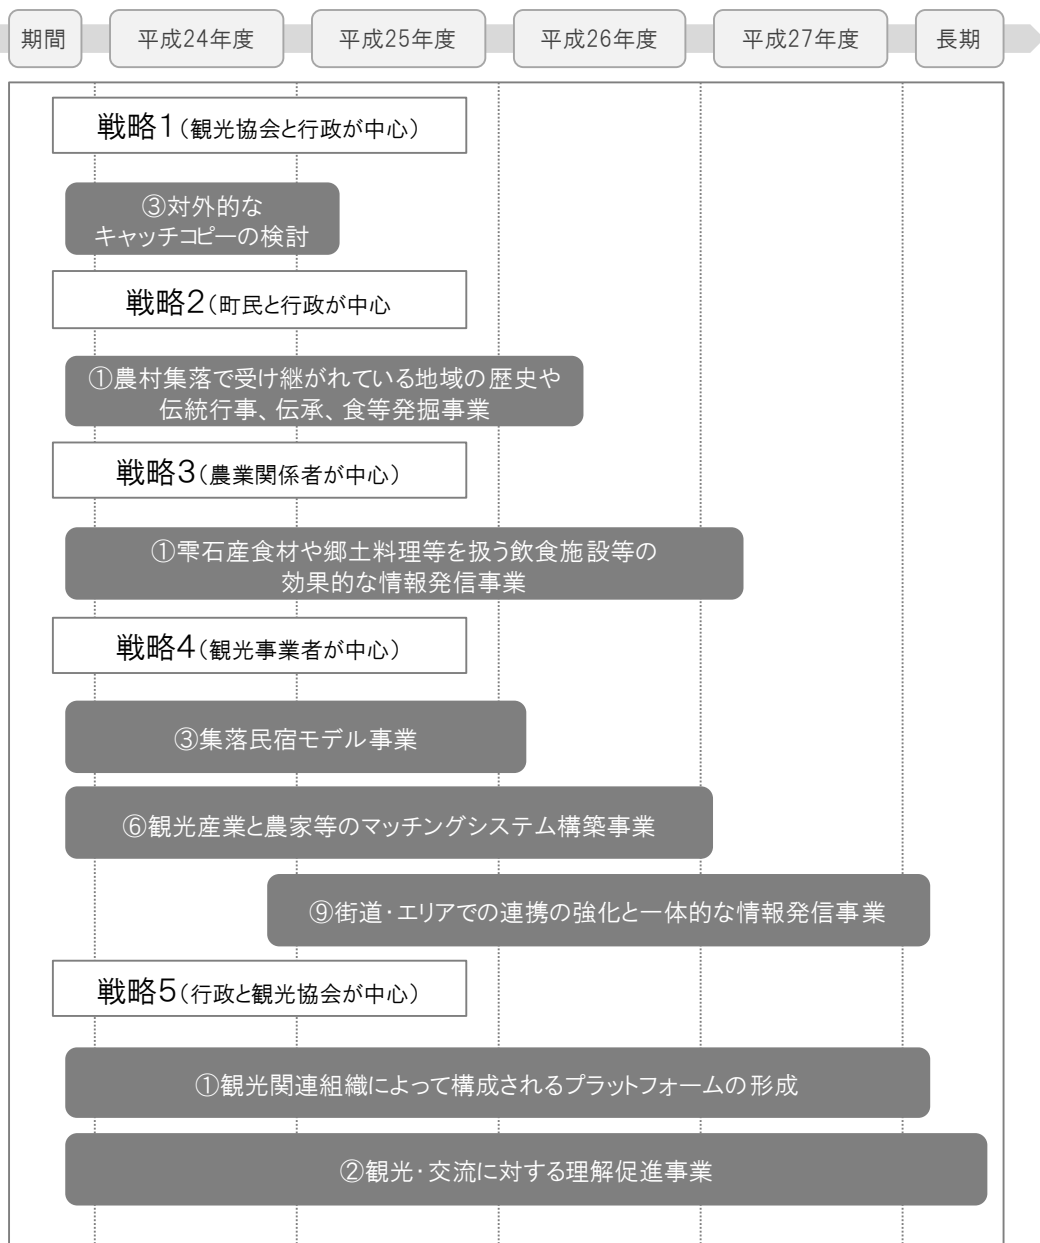 期間
平成24年度
平成25年度
平成26年度
平成27年度
長期
戦略1（観光協会と行政が中心）
③対外的な
キャッチコピーの検討
戦略2（町民と行政が中心
①農村集落で受け継がれている地域の歴史や
伝統行事、伝承、食等発掘事業
戦略3（農業関係者が中心）
①雫石産食材や郷土料理等を扱う飲食施設等の
効果的な情報発信事業
戦略4（観光事業者が中心）
③集落民宿モデル事業
⑥観光産業と農家等のマッチングシステム構築事業
⑨街道・エリアでの連携の強化と一体的な情報発信事業
戦略5（行政と観光協会が中心）
①観光関連組織によって構成されるプラットフォームの形成
②観光・交流に対する理解促進事業